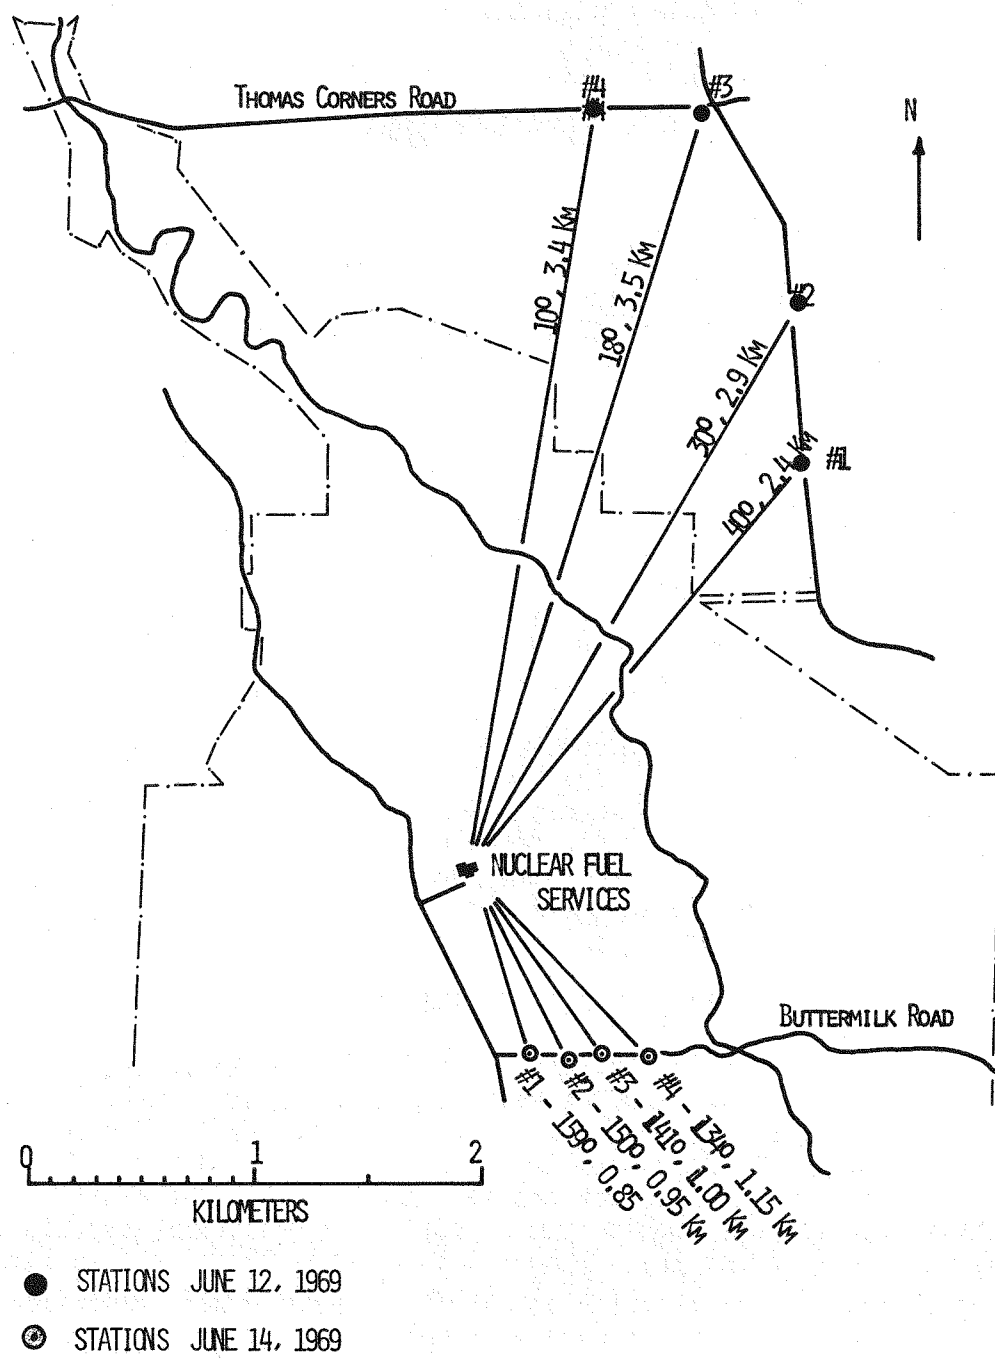 #4
#3
THOMAS CORNERS ROAD
N
10°, 3.4 KM
18°, 3.5 KM
#2
30°, 2.9 KM
40°, 2.4 KM
#1
NUCLEAR FUEL
SERVICES
BUTTERMILK ROAD
#1 - 159°, 0.85
#2 - 150°, 0.95 KM
#3 - 141°, 1.00 KM
#4 - 134°, 1.15 KM
0 1 2
KILOMETERS
STATIONS JUNE 12, 1969
STATIONS JUNE 14, 1969